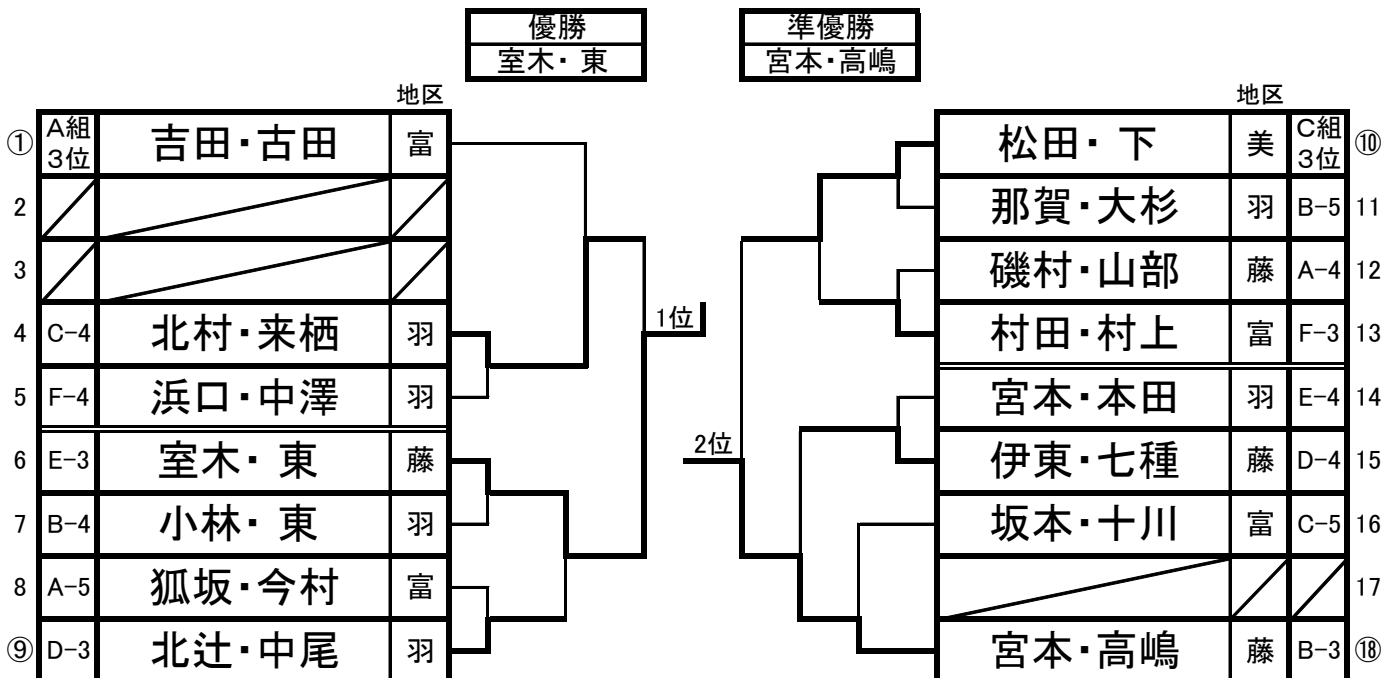 優勝
室木・ 東
準優勝
宮本・高嶋
地区
① A組3位 吉田・古田 富
2
3
4 C-4 北村・来栖 羽
5 F-4 浜口・中澤 羽
6 E-3 室木・ 東 藤
7 B-4 小林・ 東 羽
8 A-5 狐坂・今村 富
⑨ D-3 北辻・中尾 羽
1位
2位
地区
松田・ 下 美 C組3位 ⑩
那賀・大杉 羽 B-5 11
磯村・山部 藤 A-4 12
村田・村上 富 F-3 13
宮本・本田 羽 E-4 14
伊東・七種 藤 D-4 15
坂本・十川 富 C-5 16
17
宮本・高嶋 藤 B-3 ⑱